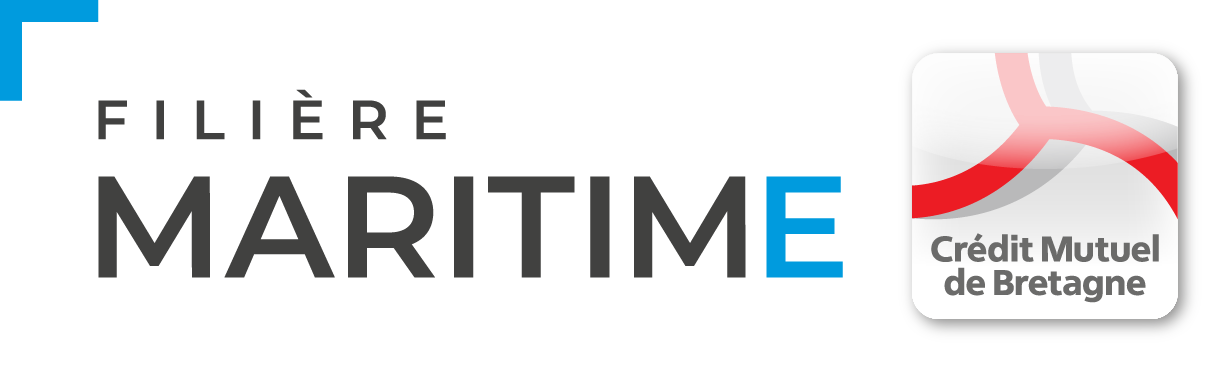 FILIÈRE
MARITIME
Crédit Mutuel
de Bretagne